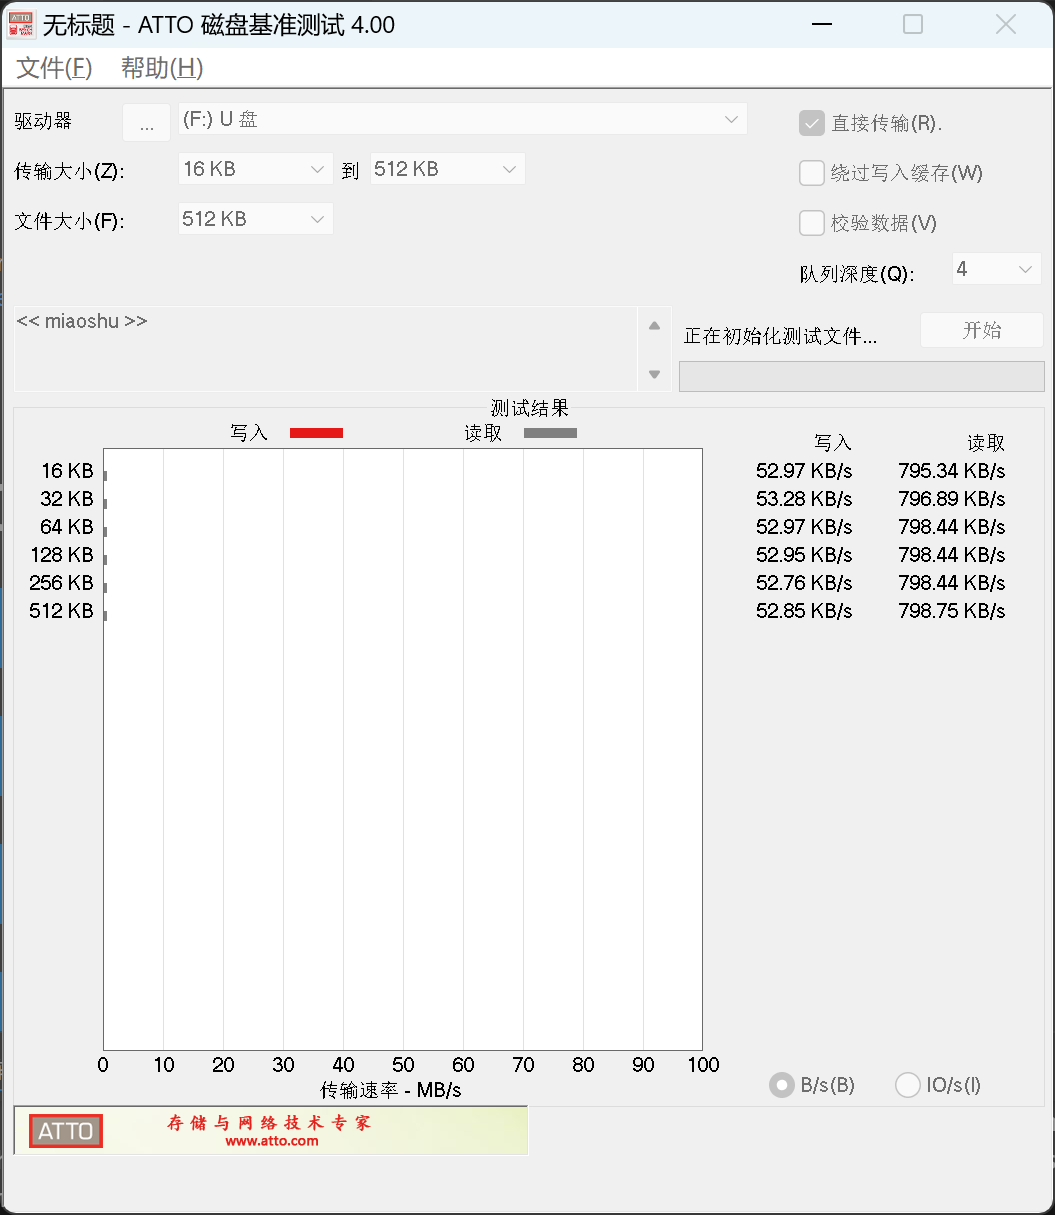 无标题 - ATTO 磁盘基准测试 4.00
文件(F) 帮助(H)
驱动器 ... (F:) U 盘
直接传输(R).
传输大小(Z): 16 KB 到 512 KB
绕过写入缓存(W)
文件大小(F): 512 KB
校验数据(V)
队列深度(Q): 4
<< miaoshu >>
正在初始化测试文件... 开始
测试结果
写入 读取
写入 读取
16 KB 52.97 KB/s 795.34 KB/s
32 KB 53.28 KB/s 796.89 KB/s
64 KB 52.97 KB/s 798.44 KB/s
128 KB 52.95 KB/s 798.44 KB/s
256 KB 52.76 KB/s 798.44 KB/s
512 KB 52.85 KB/s 798.75 KB/s
0 10 20 30 40 50 60 70 80 90 100
传输速率 - MB/s
B/s(B) IO/s(I)
ATTO
存储与网络技术专家
www.atto.com